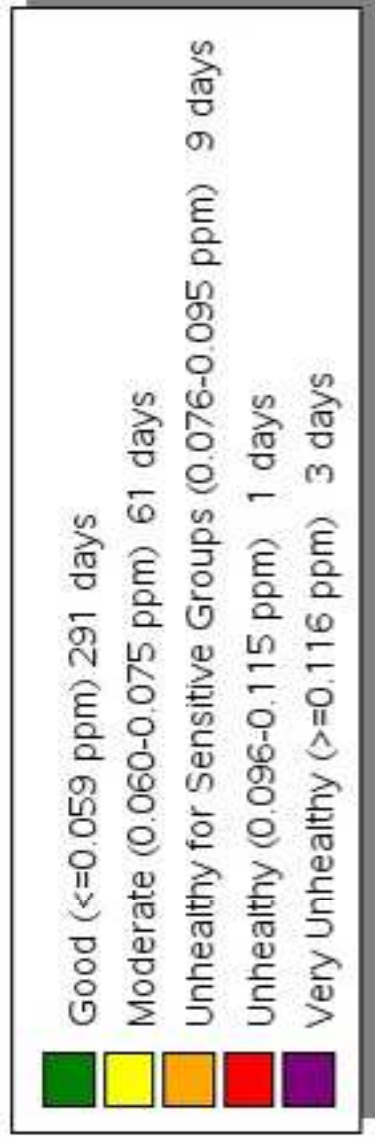 Good (<=0.059 ppm) 291 days
Moderate (0.060-0.075 ppm) 61 days
Unhealthy for Sensitive Groups (0.076-0.095 ppm) 9 days
Unhealthy (0.096-0.115 ppm) 1 days
Very Unhealthy (>=0.116 ppm) 3 days